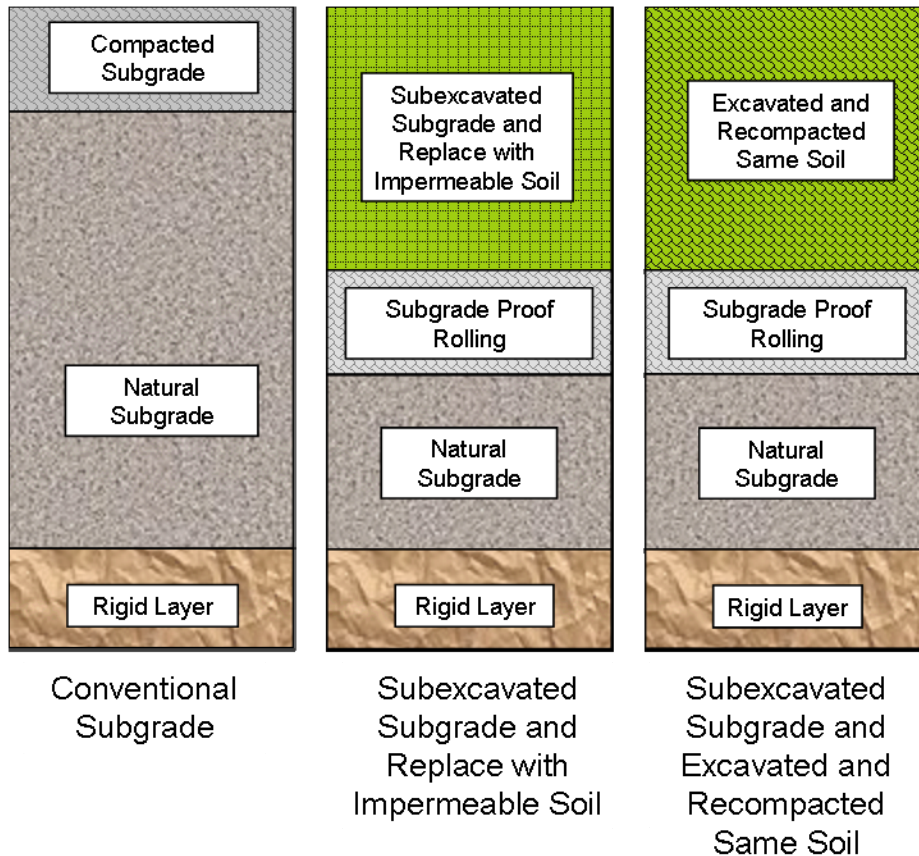 Compacted
Subgrade
Natural
Subgrade
Rigid Layer
Conventional
Subgrade
Subexcavated
Subgrade and
Replace with
Impermeable Soil
Subgrade Proof
Rolling
Natural
Subgrade
Rigid Layer
Subexcavated
Subgrade and
Replace with
Impermeable Soil
Excavated and
Recompacted
Same Soil
Subgrade Proof
Rolling
Natural
Subgrade
Rigid Layer
Subexcavated
Subgrade and
Excavated and
Recompacted
Same Soil